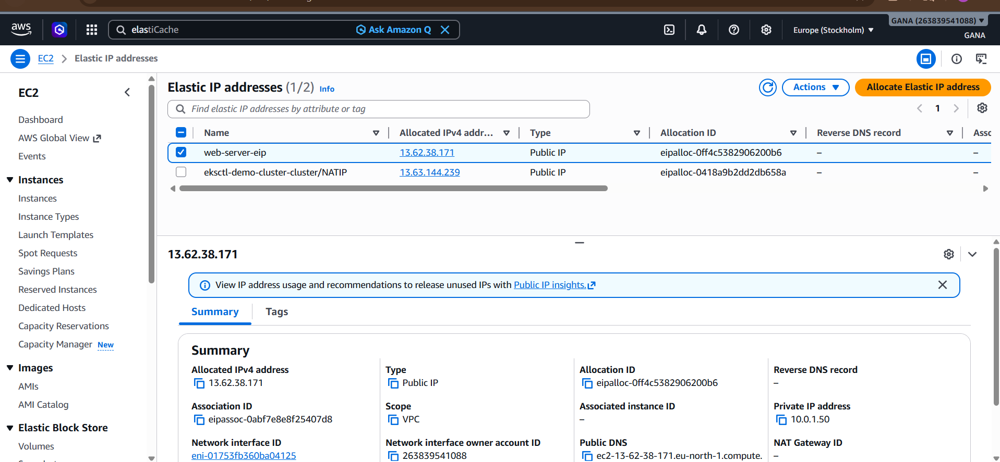 aws
elastiCache
Ask Amazon Q
Europe (Stockholm)
GANA (263839541088)
GANA
EC2
Elastic IP addresses
EC2
Dashboard
AWS Global View
Events
Instances
Instances
Instance Types
Launch Templates
Spot Requests
Savings Plans
Reserved Instances
Dedicated Hosts
Capacity Reservations
Capacity Manager New
Images
AMIs
AMI Catalog
Elastic Block Store
Volumes
Elastic IP addresses (1/2) Info
Actions
Allocate Elastic IP address
Find elastic IP addresses by attribute or tag
1
Name Allocated IPv4 addr... Type Allocation ID Reverse DNS record Asso
web-server-eip 13.62.38.171 Public IP eipalloc-0ff4c5382906200b6 – –
eksctl-demo-cluster-cluster/NATIP 13.63.144.239 Public IP eipalloc-0418a9b2dd2db658a – –
13.62.38.171
View IP address usage and recommendations to release unused IPs with Public IP insights.
Summary Tags
Summary
Allocated IPv4 address Type Allocation ID Reverse DNS record
13.62.38.171 Public IP eipalloc-0ff4c5382906200b6 –
Association ID Scope Associated instance ID Private IP address
eipassoc-0abf7e8e8f25407d8 VPC – 10.0.1.50
Network interface ID Network interface owner account ID Public DNS NAT Gateway ID
eni-01753fb360ba04125 263839541088 ec2-13-62-38-171.eu-north-1.compute. –